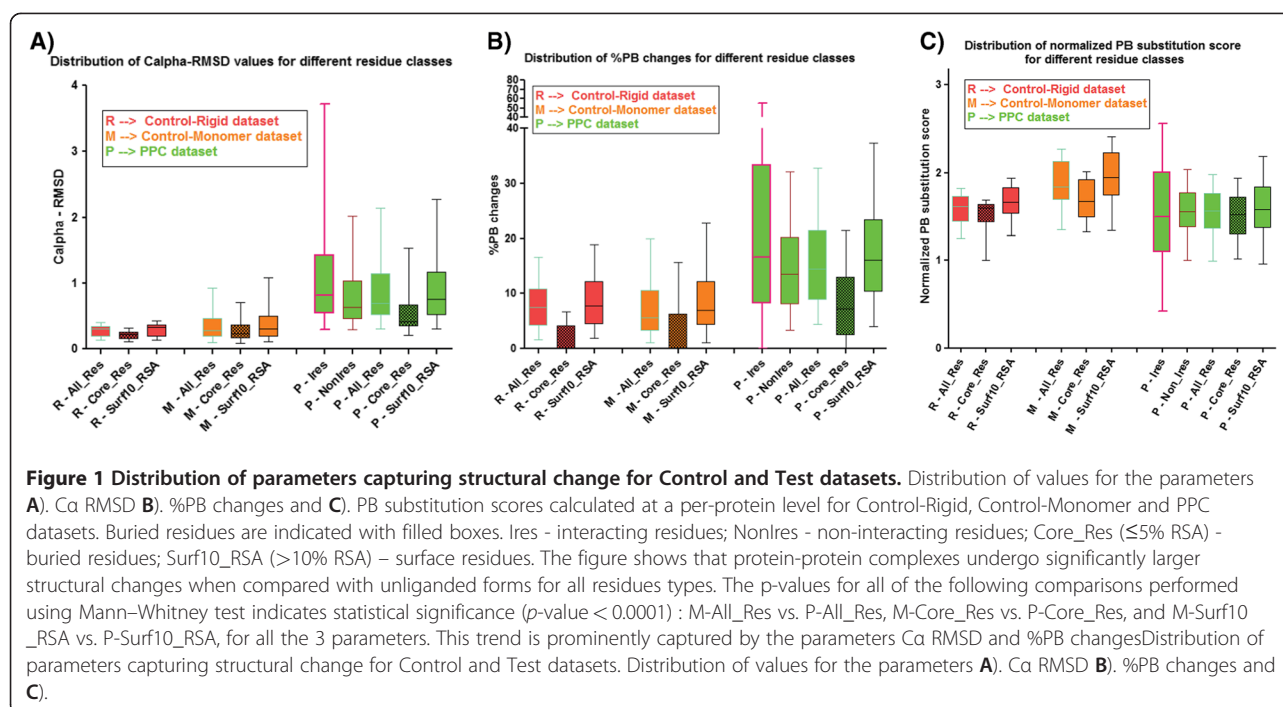 A)
Distribution of Calpha-RMSD values for different residue classes
R --> Control-Rigid dataset
M --> Control-Monomer dataset
P --> PPC dataset
Calpha - RMSD
4
3
2
1
0
R - All_Res
R - Core_Res
R - Surf10_RSA
M - All_Res
M - Core_Res
M - Surf10_RSA
P - Ires
P - NonIres
P - All_Res
P - Core_Res
P - Surf10_RSA
B)
Distribution of %PB changes for different residue classes
R --> Control-Rigid dataset
M --> Control-Monomer dataset
P --> PPC dataset
%PB changes
80
70
60
50
40
40
30
20
10
0
R - All_Res
R - Core_Res
R - Surf10_RSA
M - All_Res
M - Core_Res
M - Surf10_RSA
P - Ires
P - NonIres
P - All_Res
P - Core_Res
P - Surf10_RSA
C)
Distribution of normalized PB substitution score
for different residue classes
R --> Control-Rigid dataset
M --> Control-Monomer dataset
P --> PPC dataset
Normalized PB substitution score
3
2
1
0
R - All_Res
R - Core_Res
R - Surf10_RSA
M - All_Res
M - Core_Res
M - Surf10_RSA
P - Ires
P - Non_Ires
P - All_Res
P - Core_Res
P - Surf10_RSA
Figure 1 Distribution of parameters capturing structural change for Control and Test datasets. Distribution of values for the parameters
A). Cα RMSD B). %PB changes and C). PB substitution scores calculated at a per-protein level for Control-Rigid, Control-Monomer and PPC
datasets. Buried residues are indicated with filled boxes. Ires - interacting residues; NonIres - non-interacting residues; Core_Res (≤5% RSA) -
buried residues; Surf10_RSA (>10% RSA) – surface residues. The figure shows that protein-protein complexes undergo significantly larger
structural changes when compared with unliganded forms for all residues types. The p-values for all of the following comparisons performed
using Mann–Whitney test indicates statistical significance (p-value < 0.0001) : M-All_Res vs. P-All_Res, M-Core_Res vs. P-Core_Res, and M-Surf10
_RSA vs. P-Surf10_RSA, for all the 3 parameters. This trend is prominently captured by the parameters Cα RMSD and %PB changesDistribution of
parameters capturing structural change for Control and Test datasets. Distribution of values for the parameters A). Cα RMSD B). %PB changes and
C).